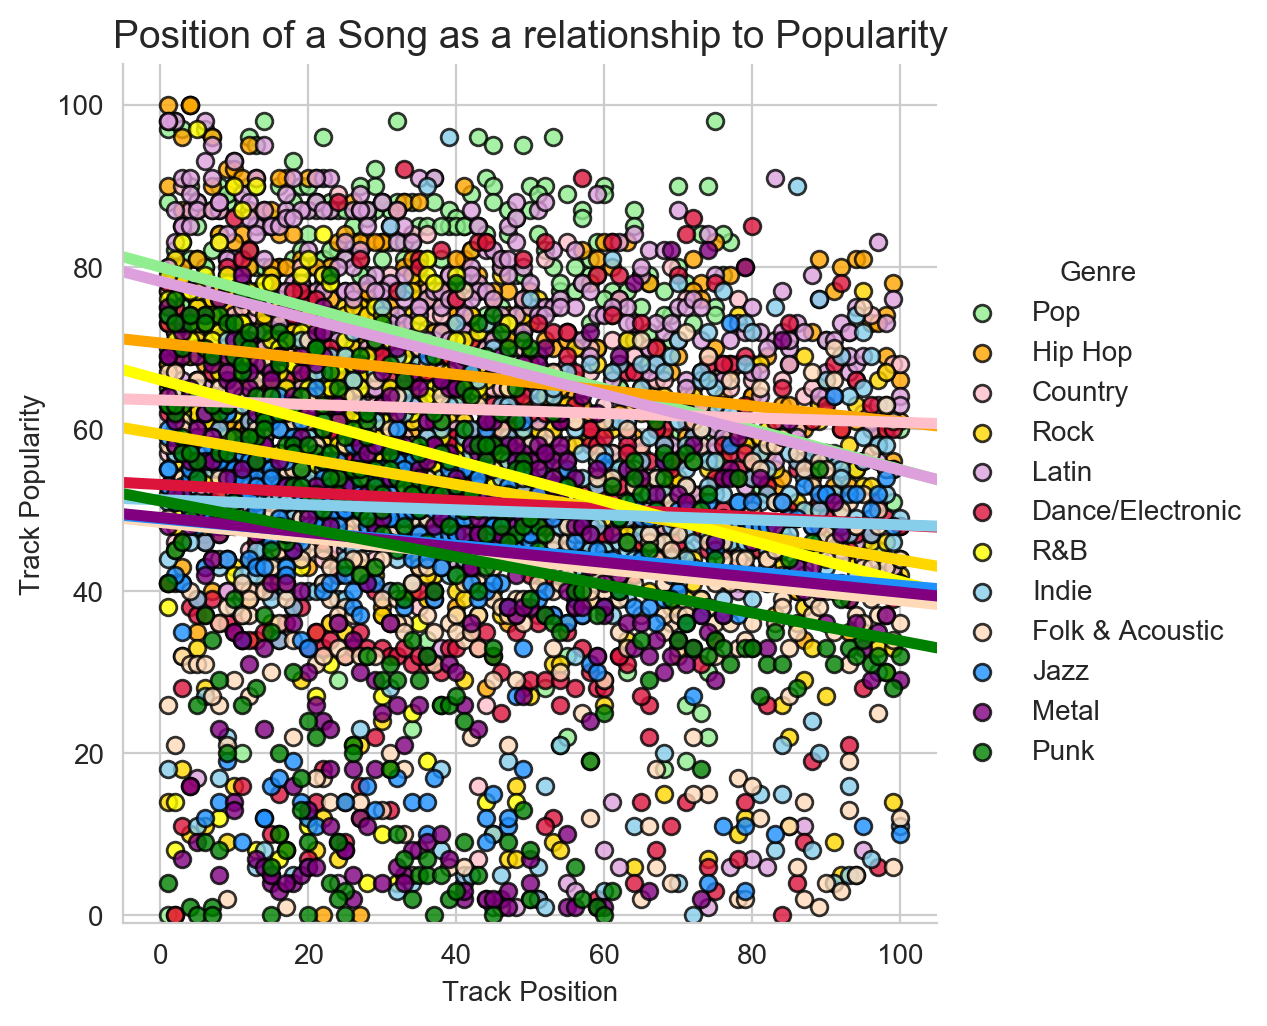 Position of a Song as a relationship to Popularity
100
80
60
40
20
0
Track Popularity
0 20 40 60 80 100
Track Position
Genre
Pop
Hip Hop
Country
Rock
Latin
Dance/Electronic
R&B
Indie
Folk & Acoustic
Jazz
Metal
Punk